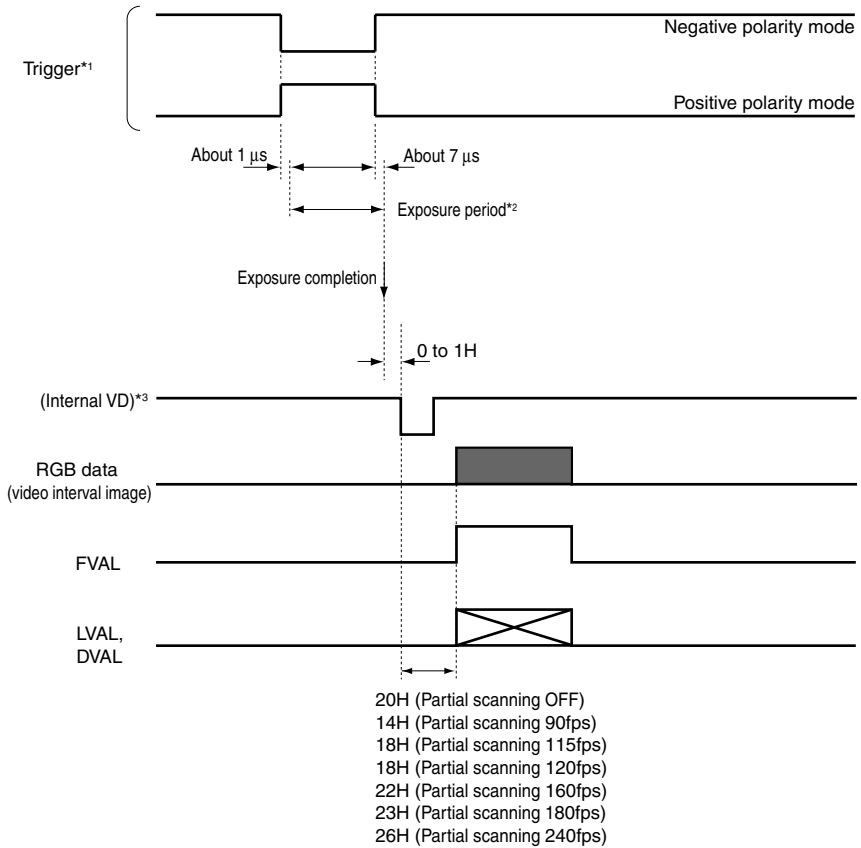 Negative polarity mode
Trigger*1
Positive polarity mode
About 1 μs
About 7 μs
Exposure period*2
Exposure completion
0 to 1H
(Internal VD)*3
RGB data
(video interval image)
FVAL
LVAL,
DVAL
20H (Partial scanning OFF)
14H (Partial scanning 90fps)
18H (Partial scanning 115fps)
18H (Partial scanning 120fps)
22H (Partial scanning 160fps)
23H (Partial scanning 180fps)
26H (Partial scanning 240fps)